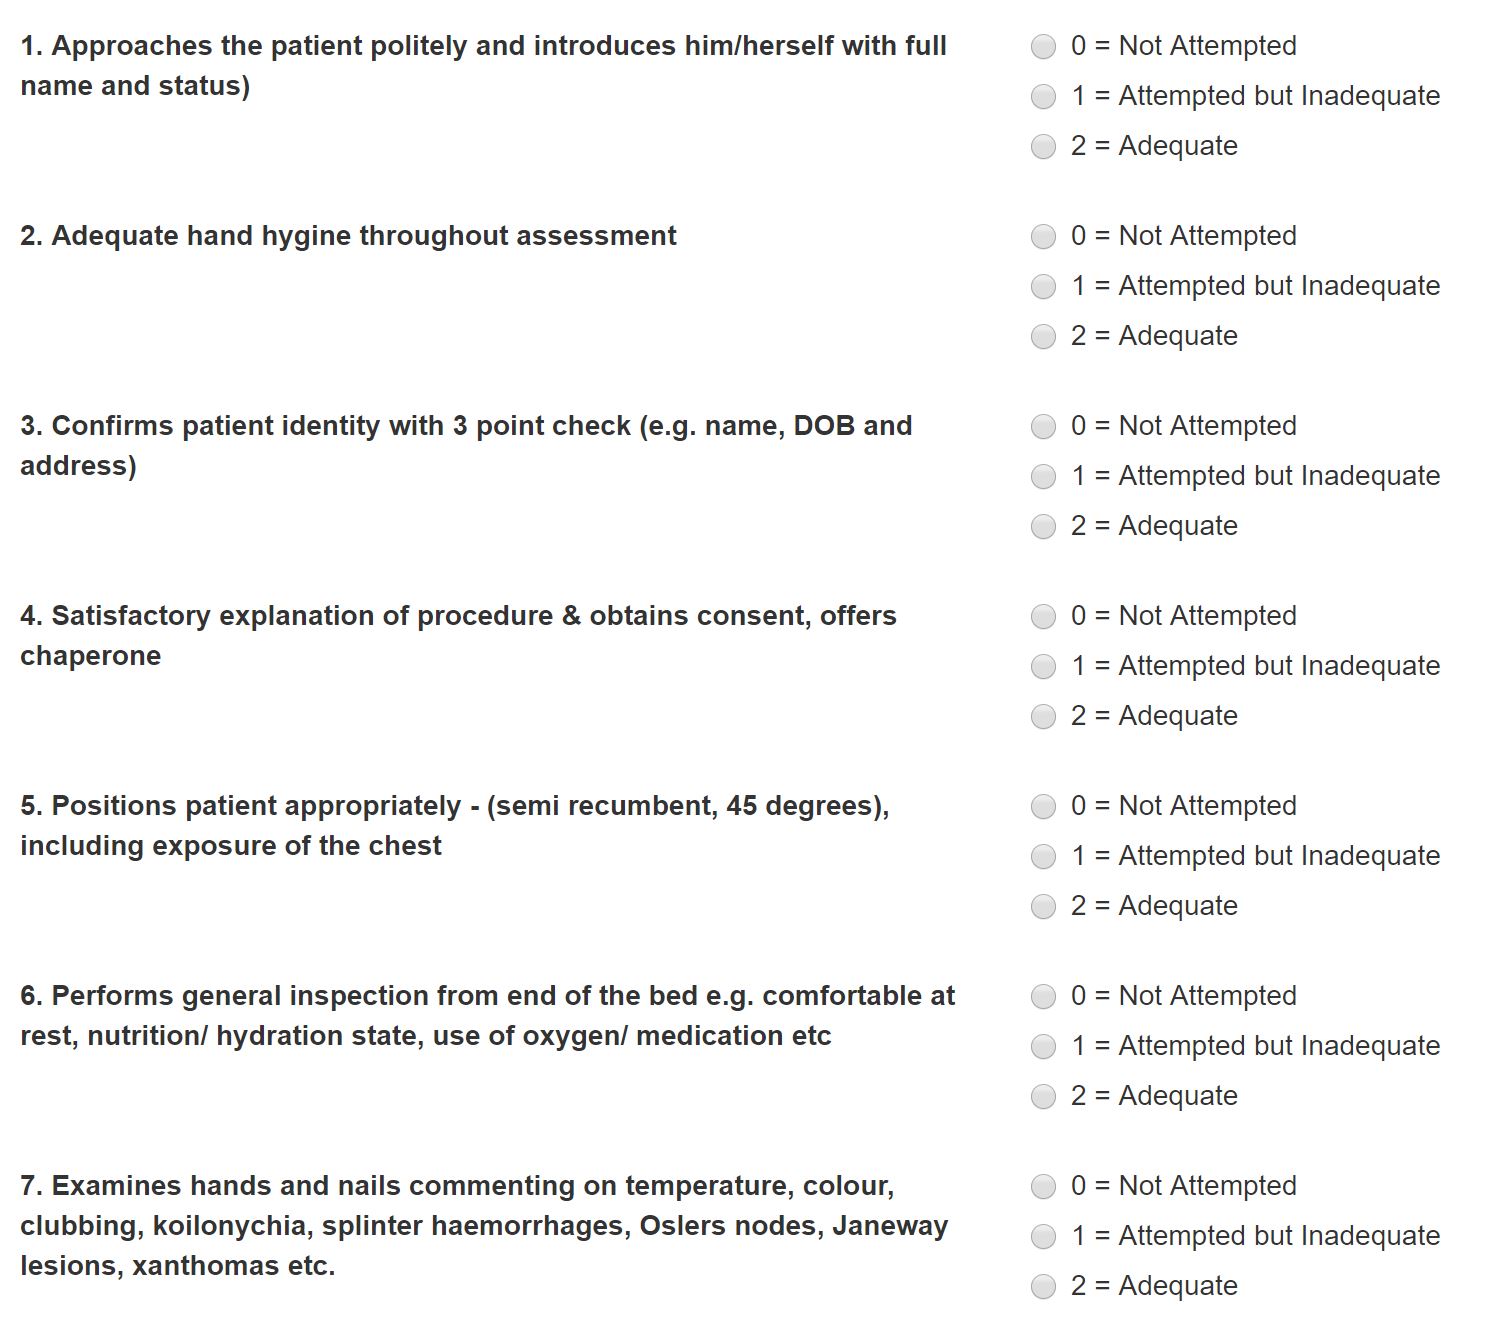 1. Approaches the patient politely and introduces him/herself with full
name and status)
0 = Not Attempted
1 = Attempted but Inadequate
2 = Adequate
2. Adequate hand hygine throughout assessment
0 = Not Attempted
1 = Attempted but Inadequate
2 = Adequate
3. Confirms patient identity with 3 point check (e.g. name, DOB and
address)
0 = Not Attempted
1 = Attempted but Inadequate
2 = Adequate
4. Satisfactory explanation of procedure & obtains consent, offers
chaperone
0 = Not Attempted
1 = Attempted but Inadequate
2 = Adequate
5. Positions patient appropriately - (semi recumbent, 45 degrees),
including exposure of the chest
0 = Not Attempted
1 = Attempted but Inadequate
2 = Adequate
6. Performs general inspection from end of the bed e.g. comfortable at
rest, nutrition/ hydration state, use of oxygen/ medication etc
0 = Not Attempted
1 = Attempted but Inadequate
2 = Adequate
7. Examines hands and nails commenting on temperature, colour,
clubbing, koilonychia, splinter haemorrhages, Oslers nodes, Janeway
lesions, xanthomas etc.
0 = Not Attempted
1 = Attempted but Inadequate
2 = Adequate